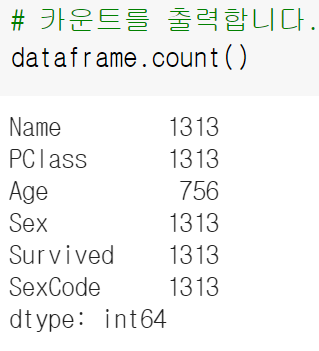 # 카운트를 출력합니다.
dataframe.count()
Name 1313
PClass 1313
Age 756
Sex 1313
Survived 1313
SexCode 1313
dtype: int64